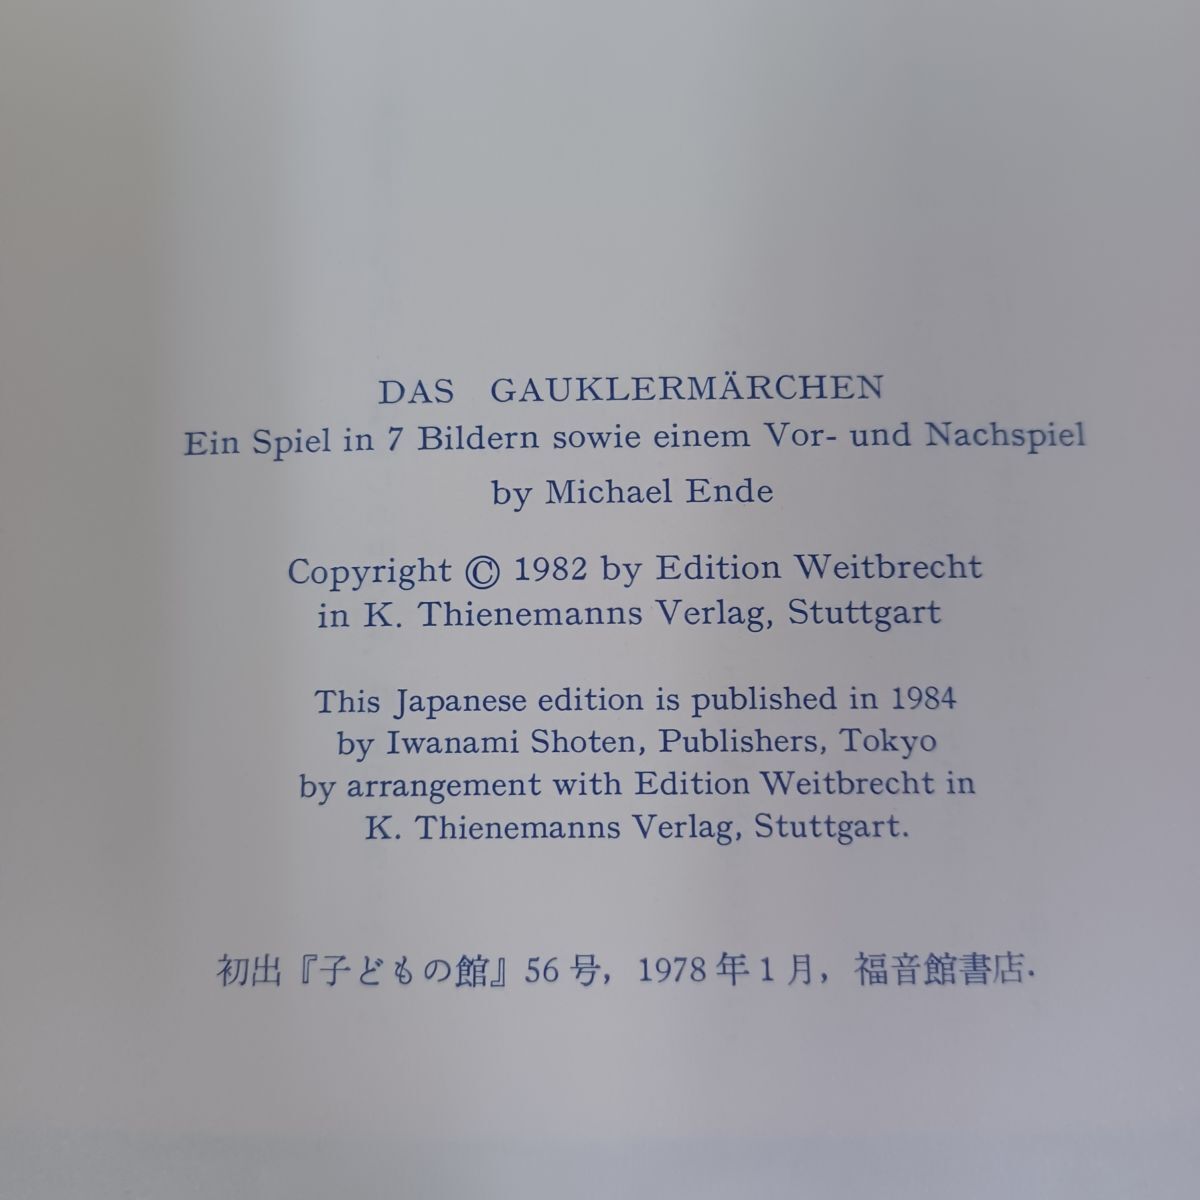 DAS GAUKLERMÄRCHEN
Ein Spiel in 7 Bildern sowie einem Vor- und Nachspiel
by Michael Ende
Copyright © 1982 by Edition Weitbrecht
in K. Thienemanns Verlag, Stuttgart
This Japanese edition is published in 1984
by Iwanami Shoten, Publishers, Tokyo
by arrangement with Edition Weitbrecht in
K. Thienemanns Verlag, Stuttgart.
初出『子どもの館』56号，1978年1月，福音館書店．